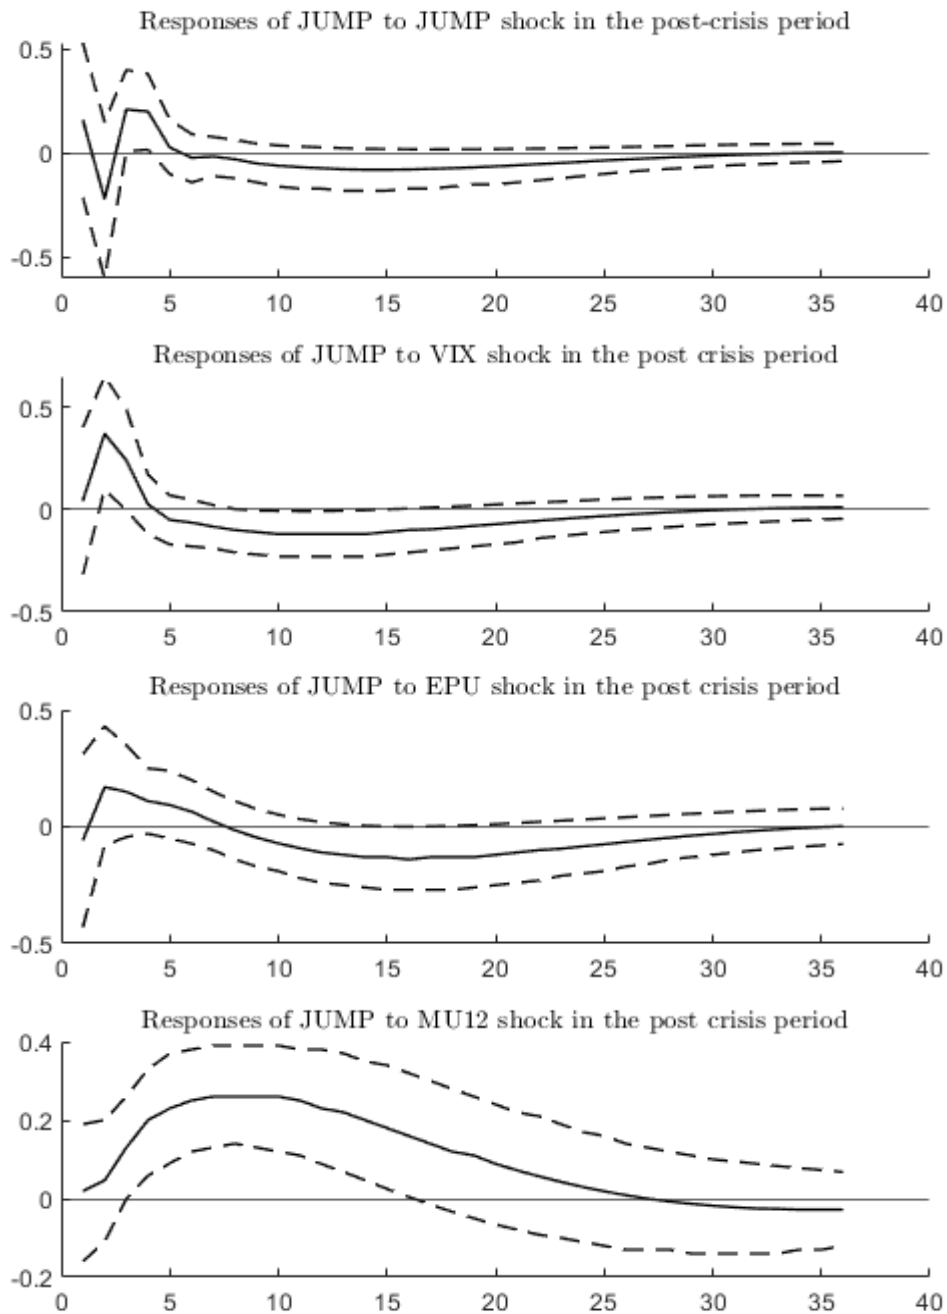 Responses of JUMP to JUMP shock in the post-crisis period
0.5
0
-0.5
0 5 10 15 20 25 30 35 40
Responses of JUMP to VIX shock in the post crisis period
0.5
0
-0.5
0 5 10 15 20 25 30 35 40
Responses of JUMP to EPU shock in the post crisis period
0.5
0
-0.5
0 5 10 15 20 25 30 35 40
Responses of JUMP to MU12 shock in the post crisis period
0.4
0.2
0
-0.2
0 5 10 15 20 25 30 35 40